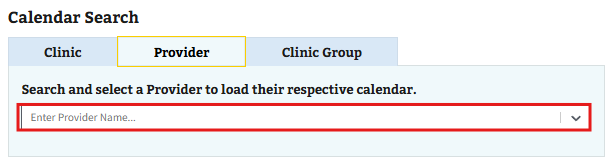 Calendar Search
Clinic Provider Clinic Group
Search and select a Provider to load their respective calendar.
Enter Provider Name...